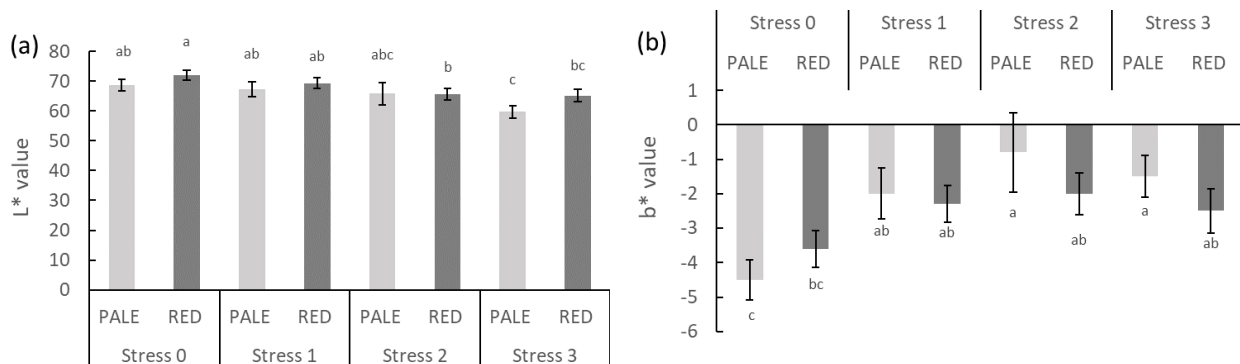 (a)
L* value
80
70
60
50
40
30
20
10
0
ab a ab ab abc b c bc
PALE RED PALE RED PALE RED PALE RED
Stress 0 Stress 1 Stress 2 Stress 3
(b)
Stress 0 Stress 1 Stress 2 Stress 3
PALE RED PALE RED PALE RED PALE RED
b* value
1
0
-1
-2
-3
-4
-5
-6
c bc ab ab a ab a ab